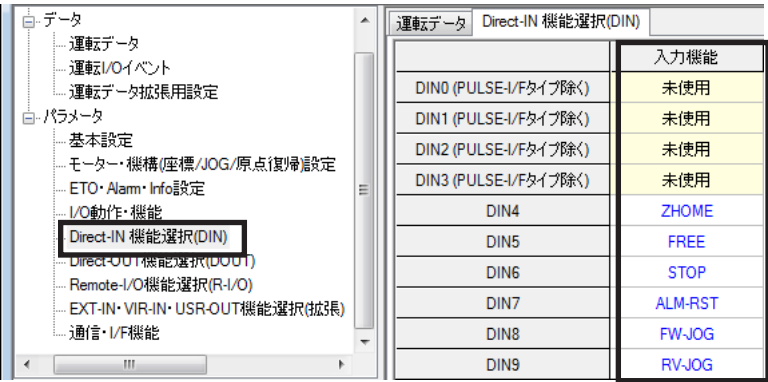 データ
運転データ
運転I/Oイベント
運転データ拡張用設定
パラメータ
基本設定
モーター・機構(座標/JOG/原点復帰)設定
ETO・Alarm・Info設定
I/O動作・機能
Direct-IN 機能選択(DIN)
Direct-OUT機能選択(DOUT)
Remote-I/O機能選択(R-I/O)
EXT-IN・VIR-IN・USR-OUT機能選択(拡張)
通信・I/F機能
運転データ Direct-IN 機能選択(DIN)
入力機能
DIN0 (PULSE-I/Fタイプ除く) 未使用
DIN1 (PULSE-I/Fタイプ除く) 未使用
DIN2 (PULSE-I/Fタイプ除く) 未使用
DIN3 (PULSE-I/Fタイプ除く) 未使用
DIN4 ZHOME
DIN5 FREE
DIN6 STOP
DIN7 ALM-RST
DIN8 FW-JOG
DIN9 RV-JOG